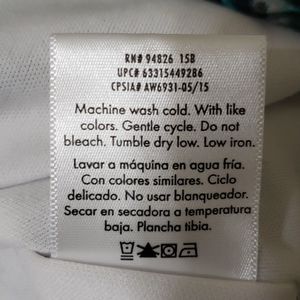 RN# 94826 15B
UPC# 63315449286
CPSIA# AW6931-05/15
Machine wash cold. With like
colors. Gentle cycle. Do not
bleach. Tumble dry low. Low iron.
Lavar a máquina en agua fría.
Con colores similares. Ciclo
delicado. No usar blanqueador.
Secar en secadora a temperatura
baja. Plancha tibia.